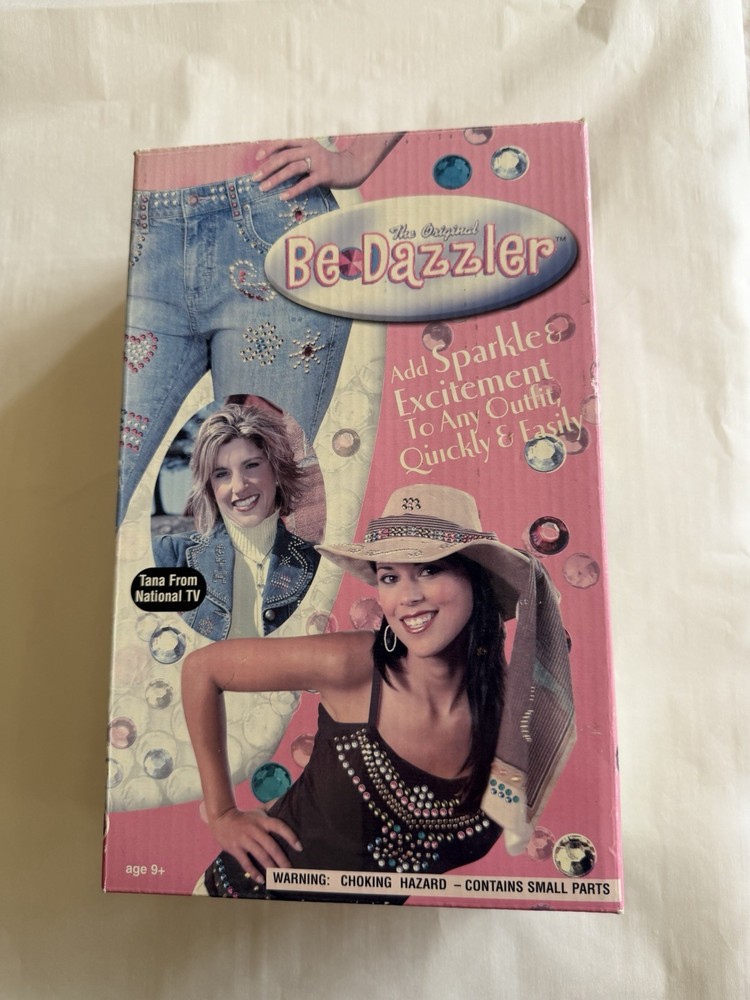 The Original
BeDazzler™
Add Sparkle &
Excitement
To Any Outfit,
Quickly & Easily
Tana From
National TV
age 9+
WARNING: CHOKING HAZARD – CONTAINS SMALL PARTS